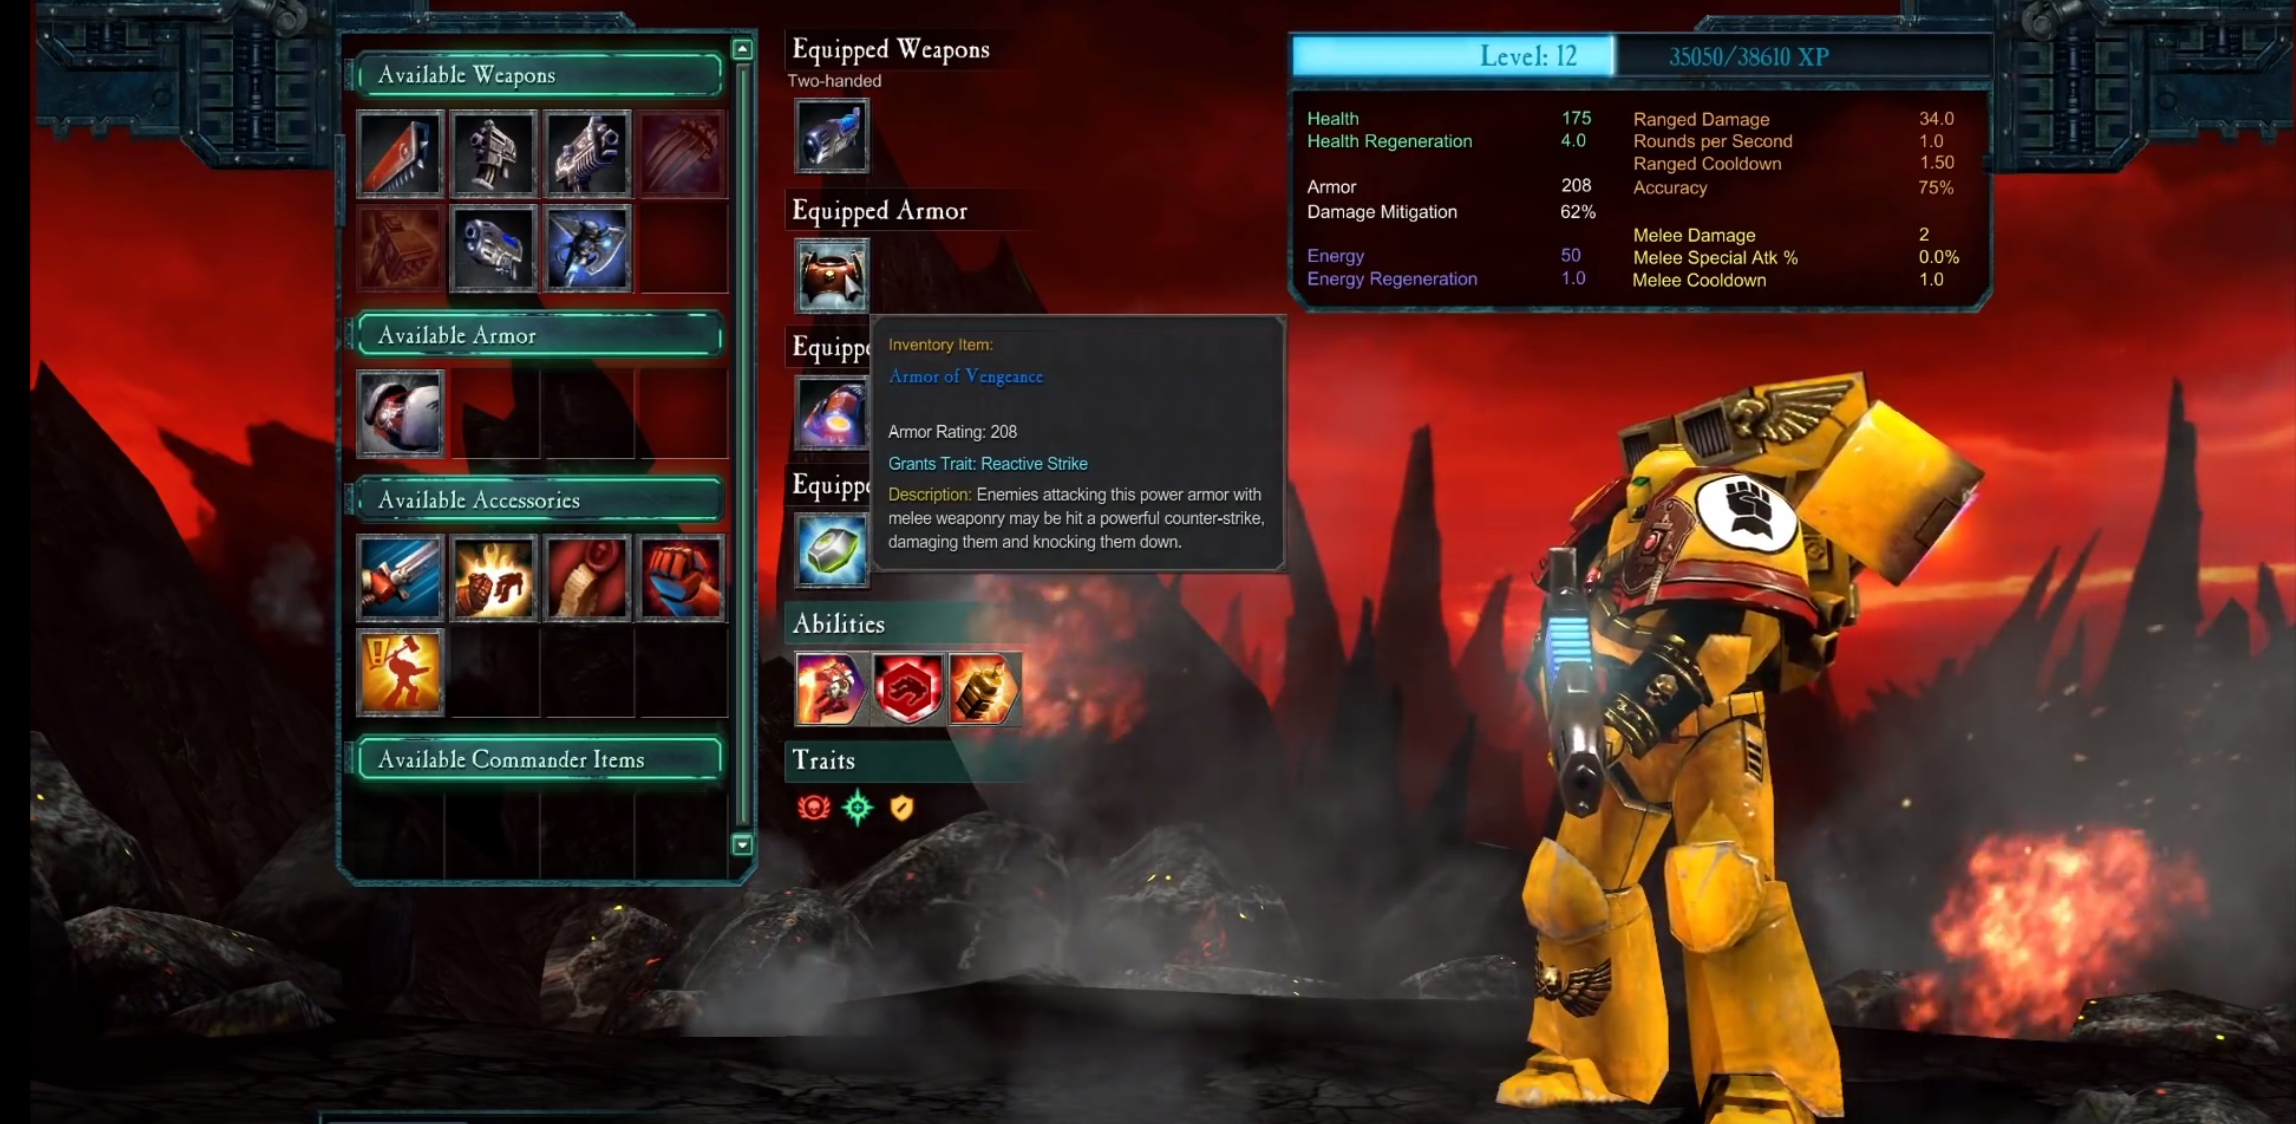 Available Weapons
Available Armor
Available Accessories
Available Commander Items
Equipped Weapons
Two-handed
Equipped Armor
Equippe
Equippe
Inventory Item:
Armor of Vengeance
Armor Rating: 208
Grants Trait: Reactive Strike
Description: Enemies attacking this power armor with
melee weaponry may be hit a powerful counter-strike,
damaging them and knocking them down.
Abilities
Traits
Level: 12 35050/38610 XP
Health 175
Health Regeneration 4.0
Armor 208
Damage Mitigation 62%
Energy 50
Energy Regeneration 1.0
Ranged Damage 34.0
Rounds per Second 1.0
Ranged Cooldown 1.50
Accuracy 75%
Melee Damage 2
Melee Special Atk % 0.0%
Melee Cooldown 1.0